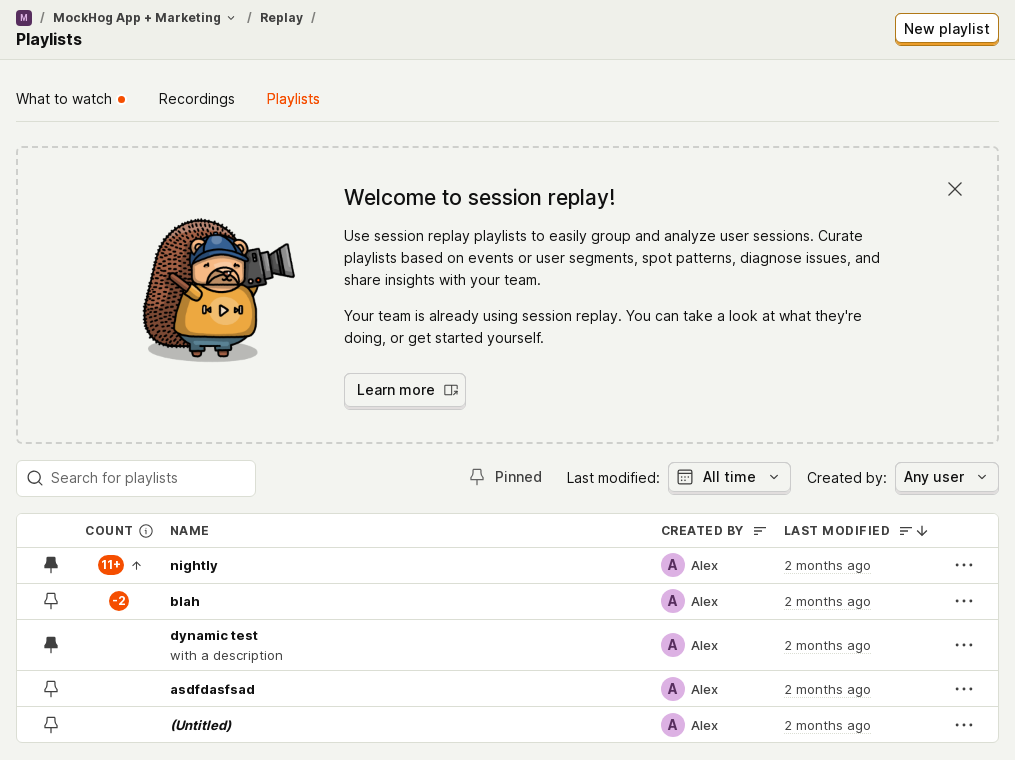 M / MockHog App + Marketing / Replay /
Playlists
New playlist
What to watch Recordings Playlists
Welcome to session replay!
Use session replay playlists to easily group and analyze user sessions. Curate
playlists based on events or user segments, spot patterns, diagnose issues, and
share insights with your team.
Your team is already using session replay. You can take a look at what they're
doing, or get started yourself.
Learn more
Search for playlists Pinned Last modified: All time Created by: Any user
COUNT NAME CREATED BY LAST MODIFIED
11+ nightly A Alex 2 months ago
-2 blah A Alex 2 months ago
dynamic test
with a description
A Alex 2 months ago
asdfdasfsad A Alex 2 months ago
(Untitled) A Alex 2 months ago